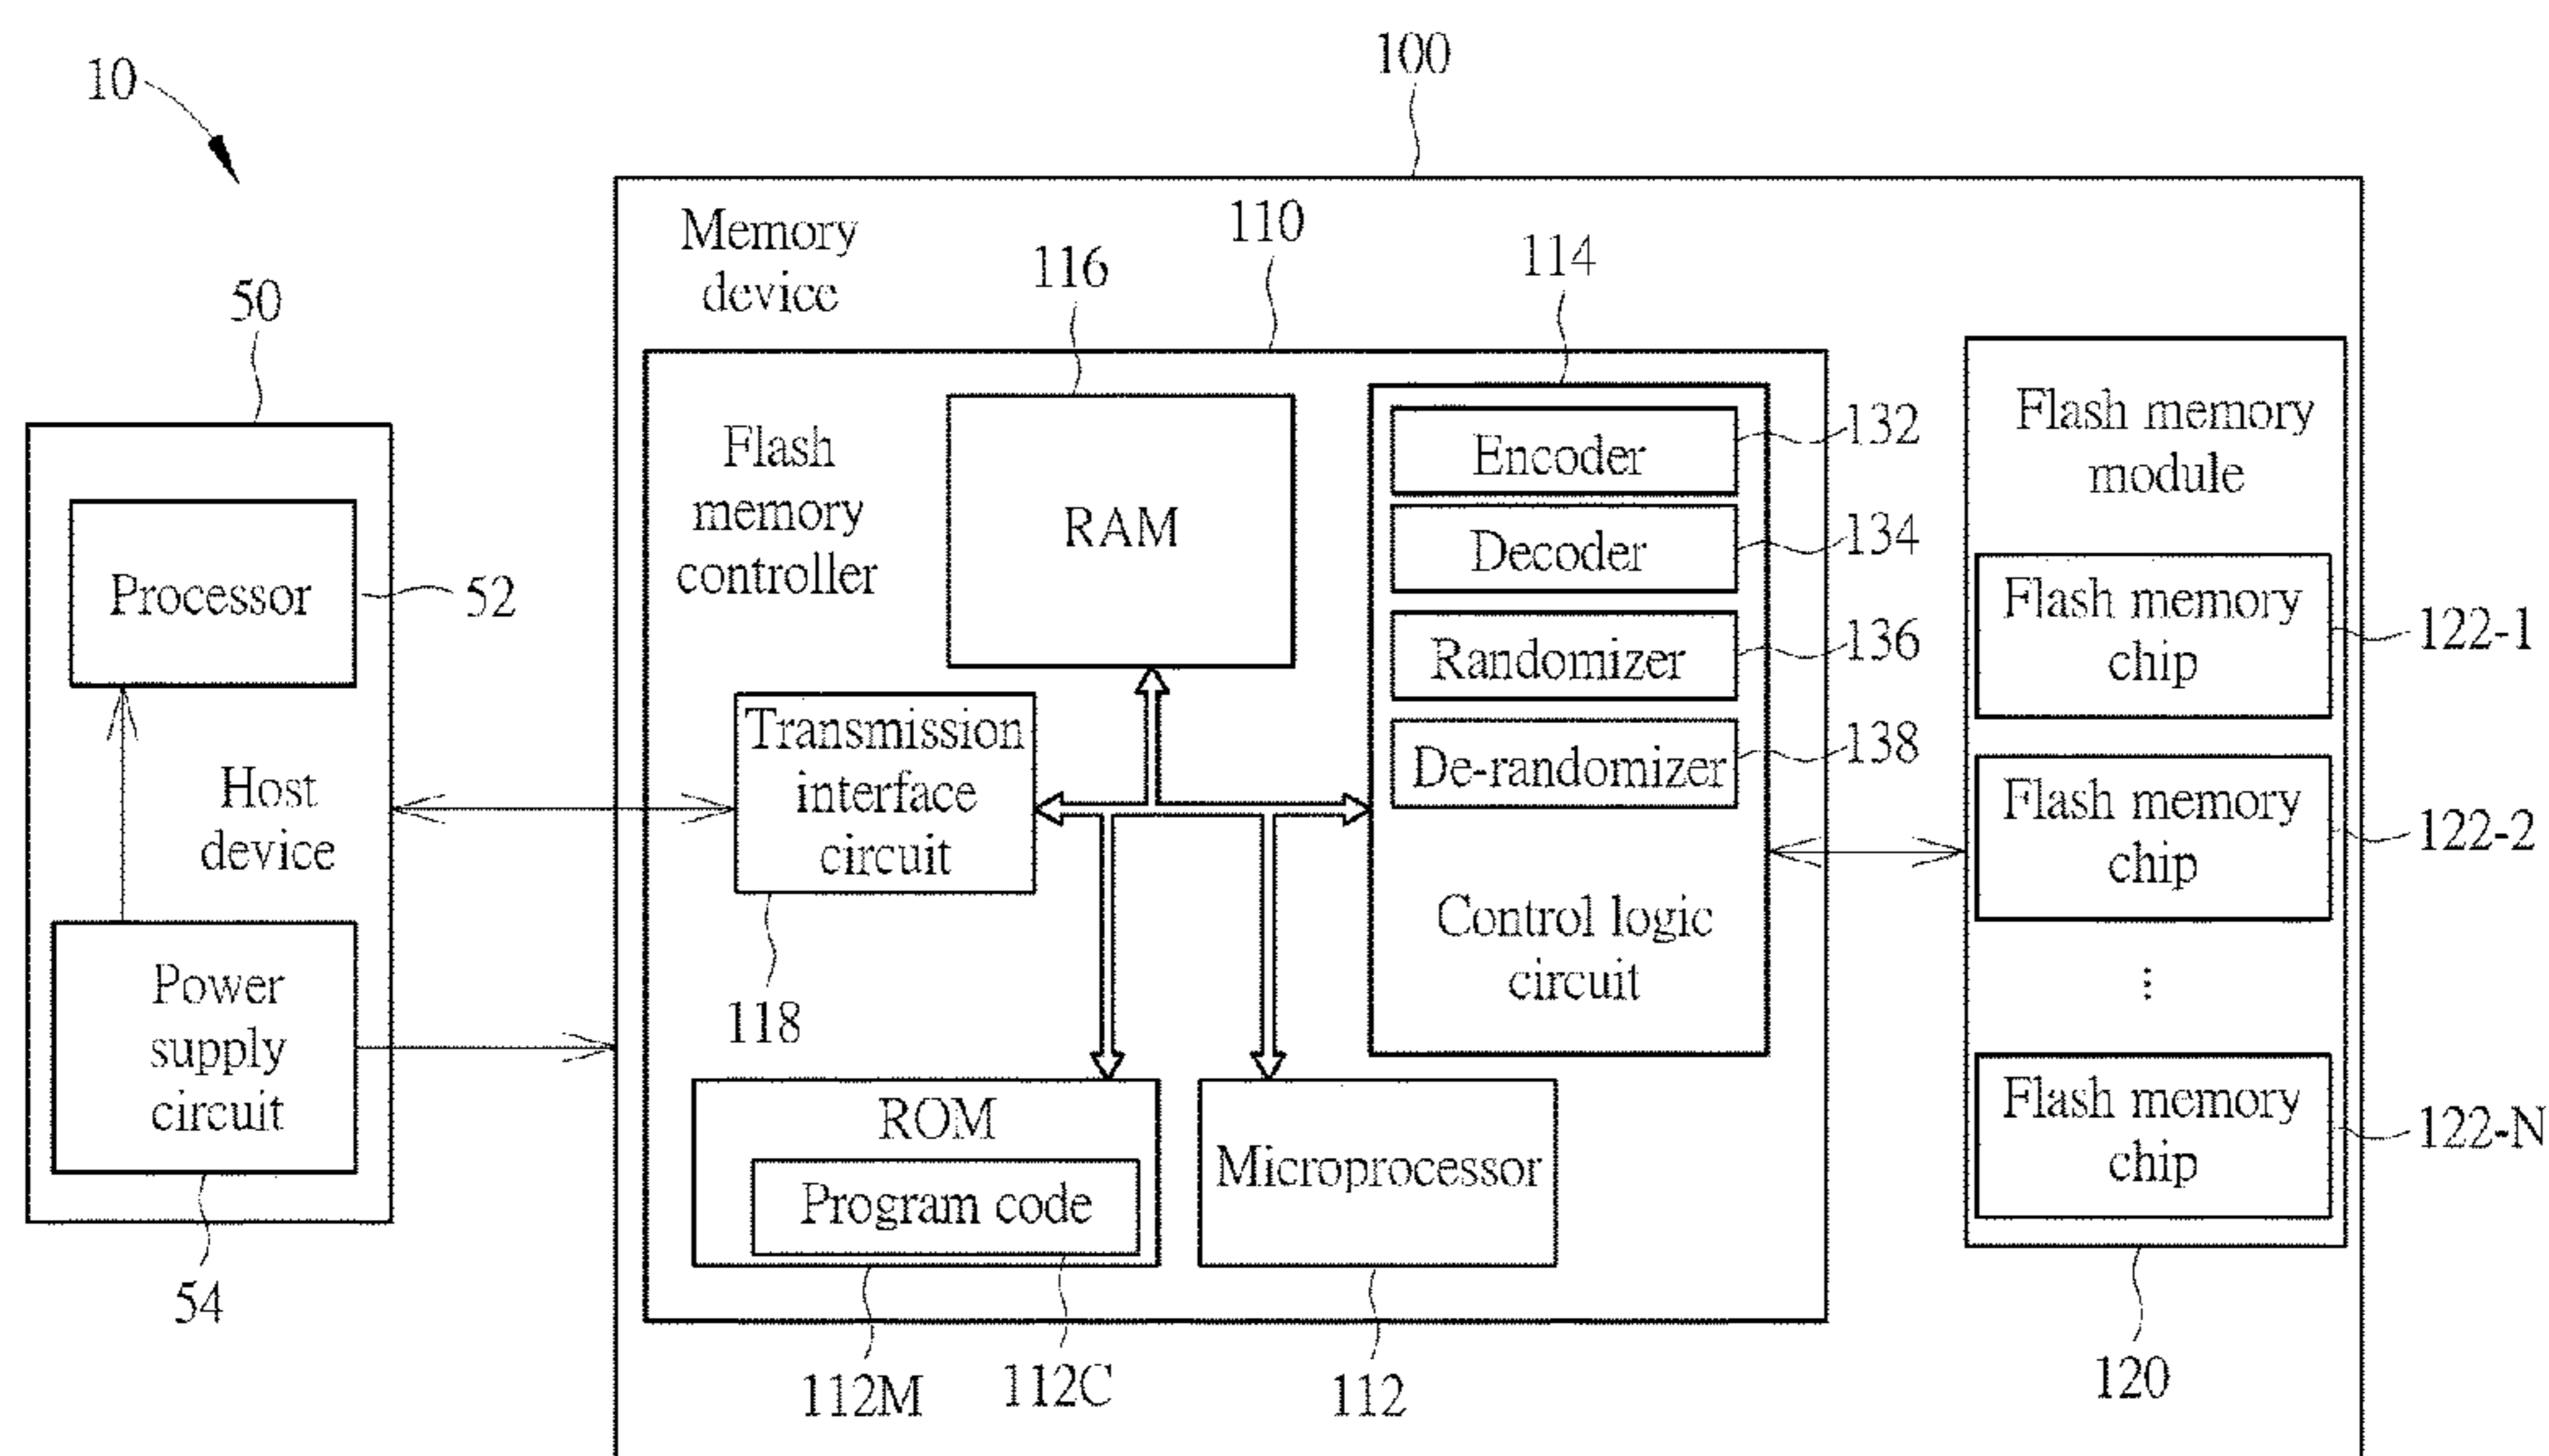 10
100
50
Memory
device
110
116
114
Flash
memory
controller
RAM
Encoder
132
Decoder
134
Randomizer
136
De-randomizer
138
Control logic
circuit
Flash memory
module
Flash memory
chip
122-1
Flash memory
chip
122-2
⋮
Flash memory
chip
122-N
Processor
52
Host
device
Power
supply
circuit
54
Transmission
interface
circuit
118
ROM
Program code
Microprocessor
112M
112C
112
120